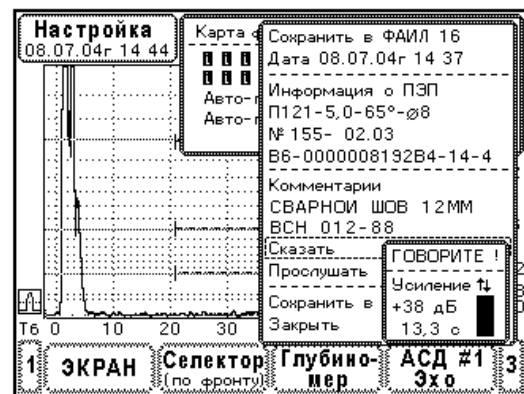 Настройка
08.07.04г 14 44
Карта ф
Авто-п
Авто-г
Сохранить в ФАИЛ 16
Дата 08.07.04г 14 37
Информация о ПЭП
П121-5,0-65°-ø8
№ 155- 02.03
В6-0000008192В4-14-4
Комментарии
СВАРНОИ ШОВ 12ММ
ВСН 012-88
Сказать
Прослушать
Сохранить в
Закрыть
ГОВОРИТЕ !
Усиление ↑↓
+38 дБ
13,3 с
Т6 0 10 20 30
1 ЭКРАН
Селектор
(по фронту)
Глубино-
мер
АСД #1
Эхо
3